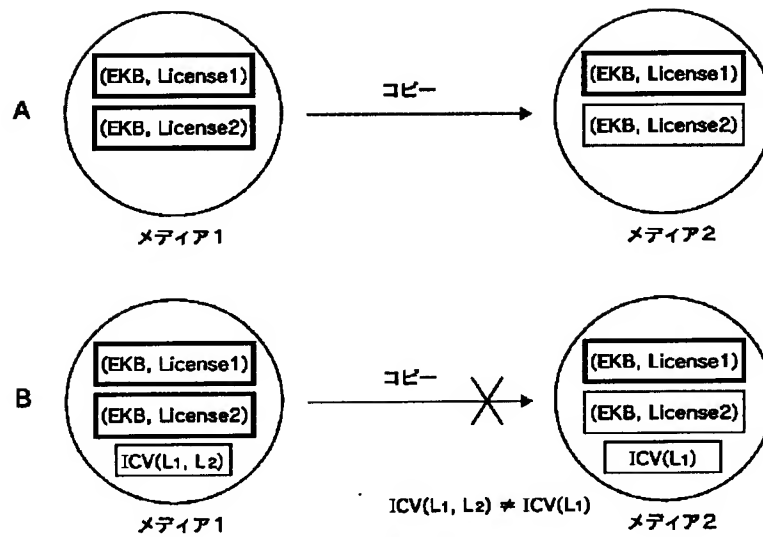 (EKB, License1)
(EKB, License2)
A
コピー
(EKB, License1)
(EKB, License2)
メディア1
メディア2
(EKB, License1)
(EKB, License2)
ICV(L1, L2)
B
コピー
(EKB, License1)
(EKB, License2)
ICV(L1)
ICV(L1, L2) ≠ ICV(L1)
メディア1
メディア2